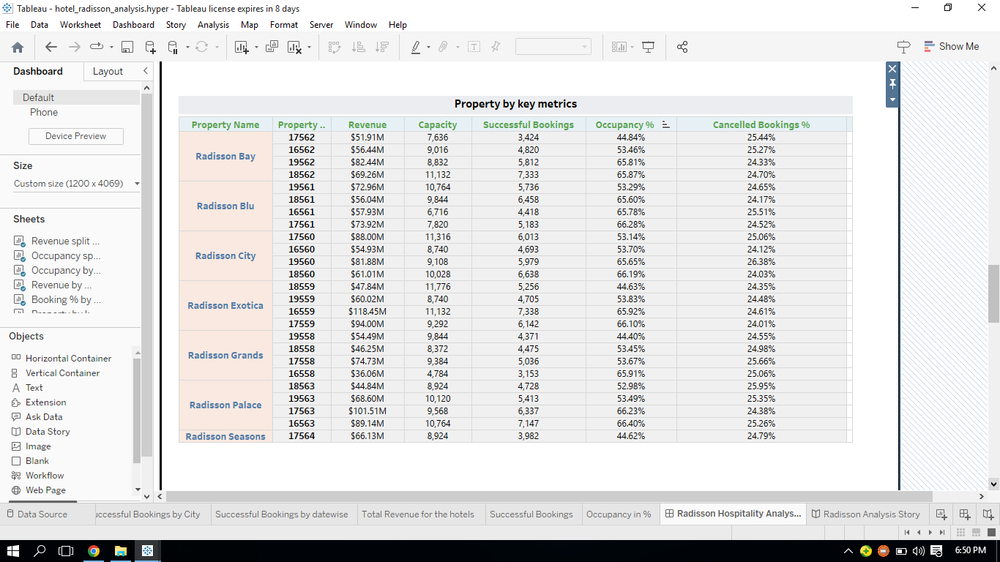 Tableau - hotel_radisson_analysis.hyper - Tableau license expires in 8 days
File Data Worksheet Dashboard Story Analysis Map Format Server Window Help
Show Me
Dashboard Layout
Default
Phone
Device Preview
Size
Custom size (1200 x 4069)
Sheets
Revenue split ...
Occupancy sp...
Occupancy by...
Revenue by ...
Booking % by ...
Objects
Horizontal Container
Vertical Container
Text
Extension
Ask Data
Data Story
Image
Blank
Workflow
Web Page
Property by key metrics
Property Name Property .. Revenue Capacity Successful Bookings Occupancy % Cancelled Bookings %
Radisson Bay
17562 $51.91M 7,636 3,424 44.84% 25.44%
16562 $56.44M 9,016 4,820 53.46% 25.27%
19562 $82.44M 8,832 5,812 65.81% 24.33%
18562 $69.26M 11,132 7,333 65.87% 24.70%
Radisson Blu
19561 $72.96M 10,764 5,736 53.29% 24.65%
18561 $56.04M 9,844 6,458 65.60% 24.17%
16561 $57.93M 6,716 4,418 65.78% 25.51%
17561 $73.92M 7,820 5,183 66.28% 24.52%
Radisson City
17560 $88.00M 11,316 6,013 53.14% 25.06%
16560 $54.93M 8,740 4,693 53.70% 24.12%
19560 $81.88M 9,108 5,979 65.65% 26.38%
18560 $61.01M 10,028 6,638 66.19% 24.03%
Radisson Exotica
18559 $47.84M 11,776 5,256 44.63% 24.35%
19559 $60.02M 8,740 4,705 53.83% 24.48%
16559 $118.45M 11,132 7,338 65.92% 24.61%
17559 $94.00M 9,292 6,142 66.10% 24.01%
Radisson Grands
19558 $54.49M 9,844 4,371 44.40% 24.55%
18558 $46.25M 8,372 4,475 53.45% 24.98%
17558 $74.73M 9,384 5,036 53.67% 25.66%
16558 $36.06M 4,784 3,153 65.91% 25.06%
Radisson Palace
18563 $44.84M 8,924 4,728 52.98% 25.95%
19563 $68.60M 10,120 5,413 53.49% 25.35%
17563 $101.51M 9,568 6,337 66.23% 24.38%
16563 $89.14M 10,764 7,147 66.40% 25.26%
Radisson Seasons 17564 $66.13M 8,924 3,982 44.62% 24.79%
Data Source uccessful Bookings by City Successful Bookings by datewise Total Revenue for the hotels Successful Bookings Occupancy in % Radisson Hospitality Analys... Radisson Analysis Story
6:50 PM